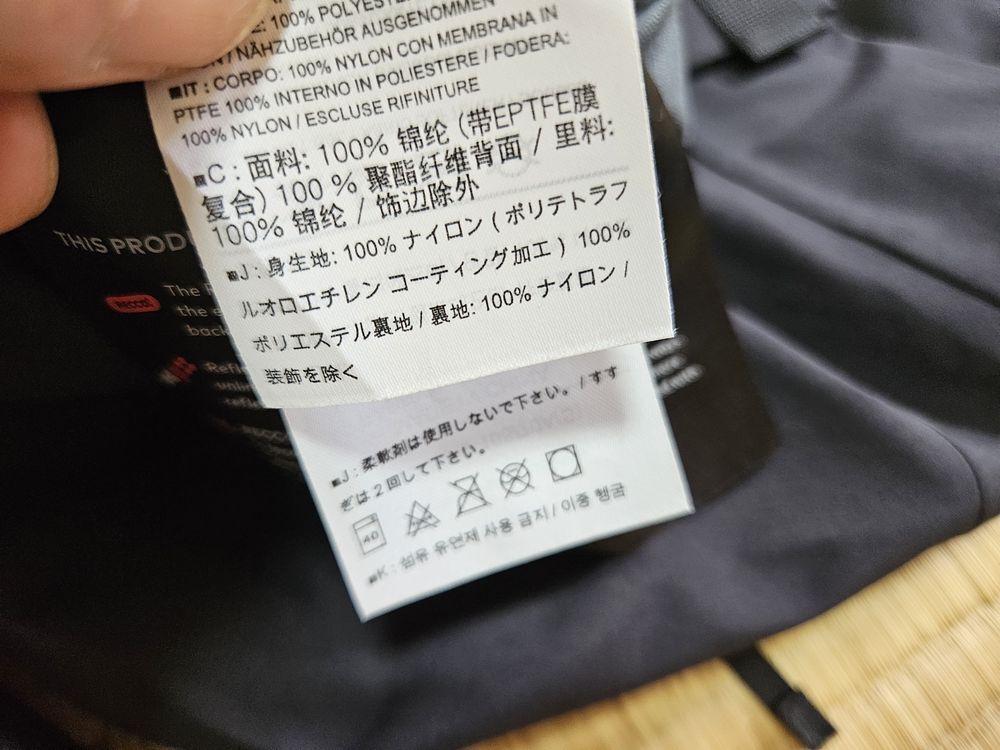 100% POLYESTER
/NÄHZUBEHÖR AUSGENOMMEN
■IT: CORPO: 100% NYLON CON MEMBRANA IN
PTFE 100% INTERNO IN POLIESTERE / FODERA:
100% NYLON / ESCLUSE RIFINITURE
■C : 面料: 100% 锦纶 (带EPTFE膜
复合) 100 % 聚酯纤维背面 / 里料:
100% 锦纶 / 饰边除外
■J : 身生地: 100% ナイロン ( ポリテトラフ
ルオロエチレン コーティング加工 ) 100%
ポリエステル裏地 / 裏地: 100% ナイロン /
装飾を除く
■J : 柔軟剤は使用しないで下さい。 / すす
ぎは２回して下さい。
40
■K : 섬유 유연제 사용 금지 / 이중 헹굼
THIS PROD
RECCO
The
the
back
Refle